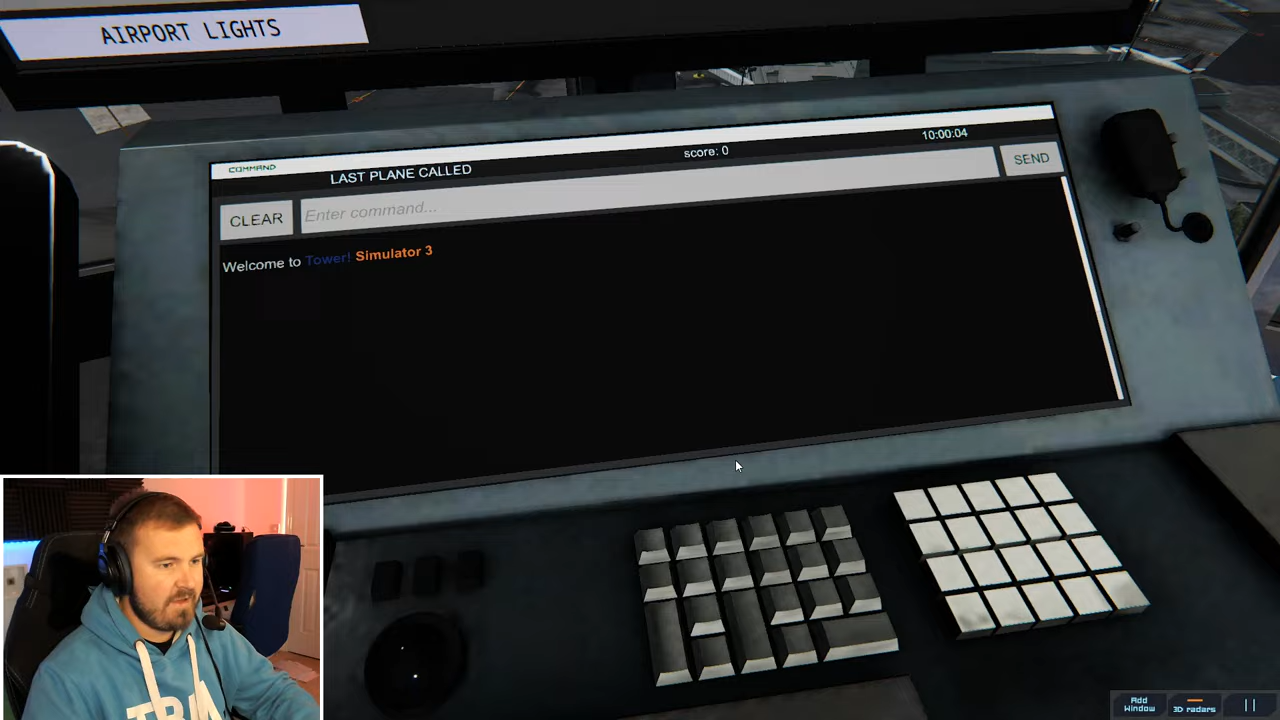 AIRPORT LIGHTS
COMMAND
LAST PLANE CALLED
score: 0
10:00:04
CLEAR
Enter command...
SEND
Welcome to Tower! Simulator 3
Add Window
3D radars